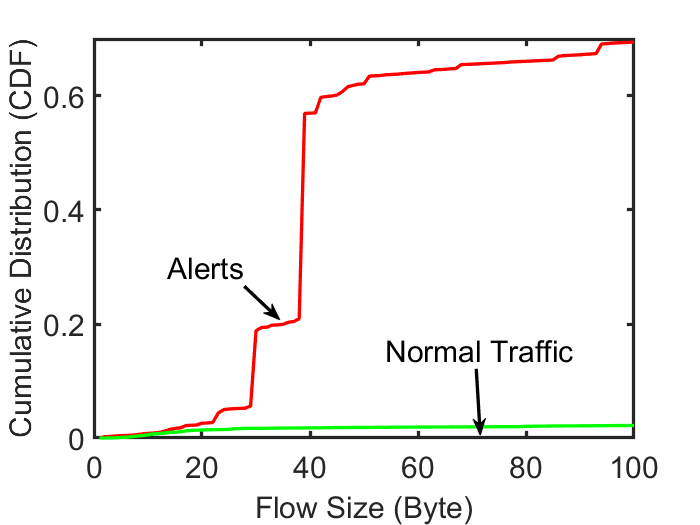 Cumulative Distribution (CDF)
0.6
0.4
0.2
0
Alerts
Normal Traffic
0 20 40 60 80 100
Flow Size (Byte)